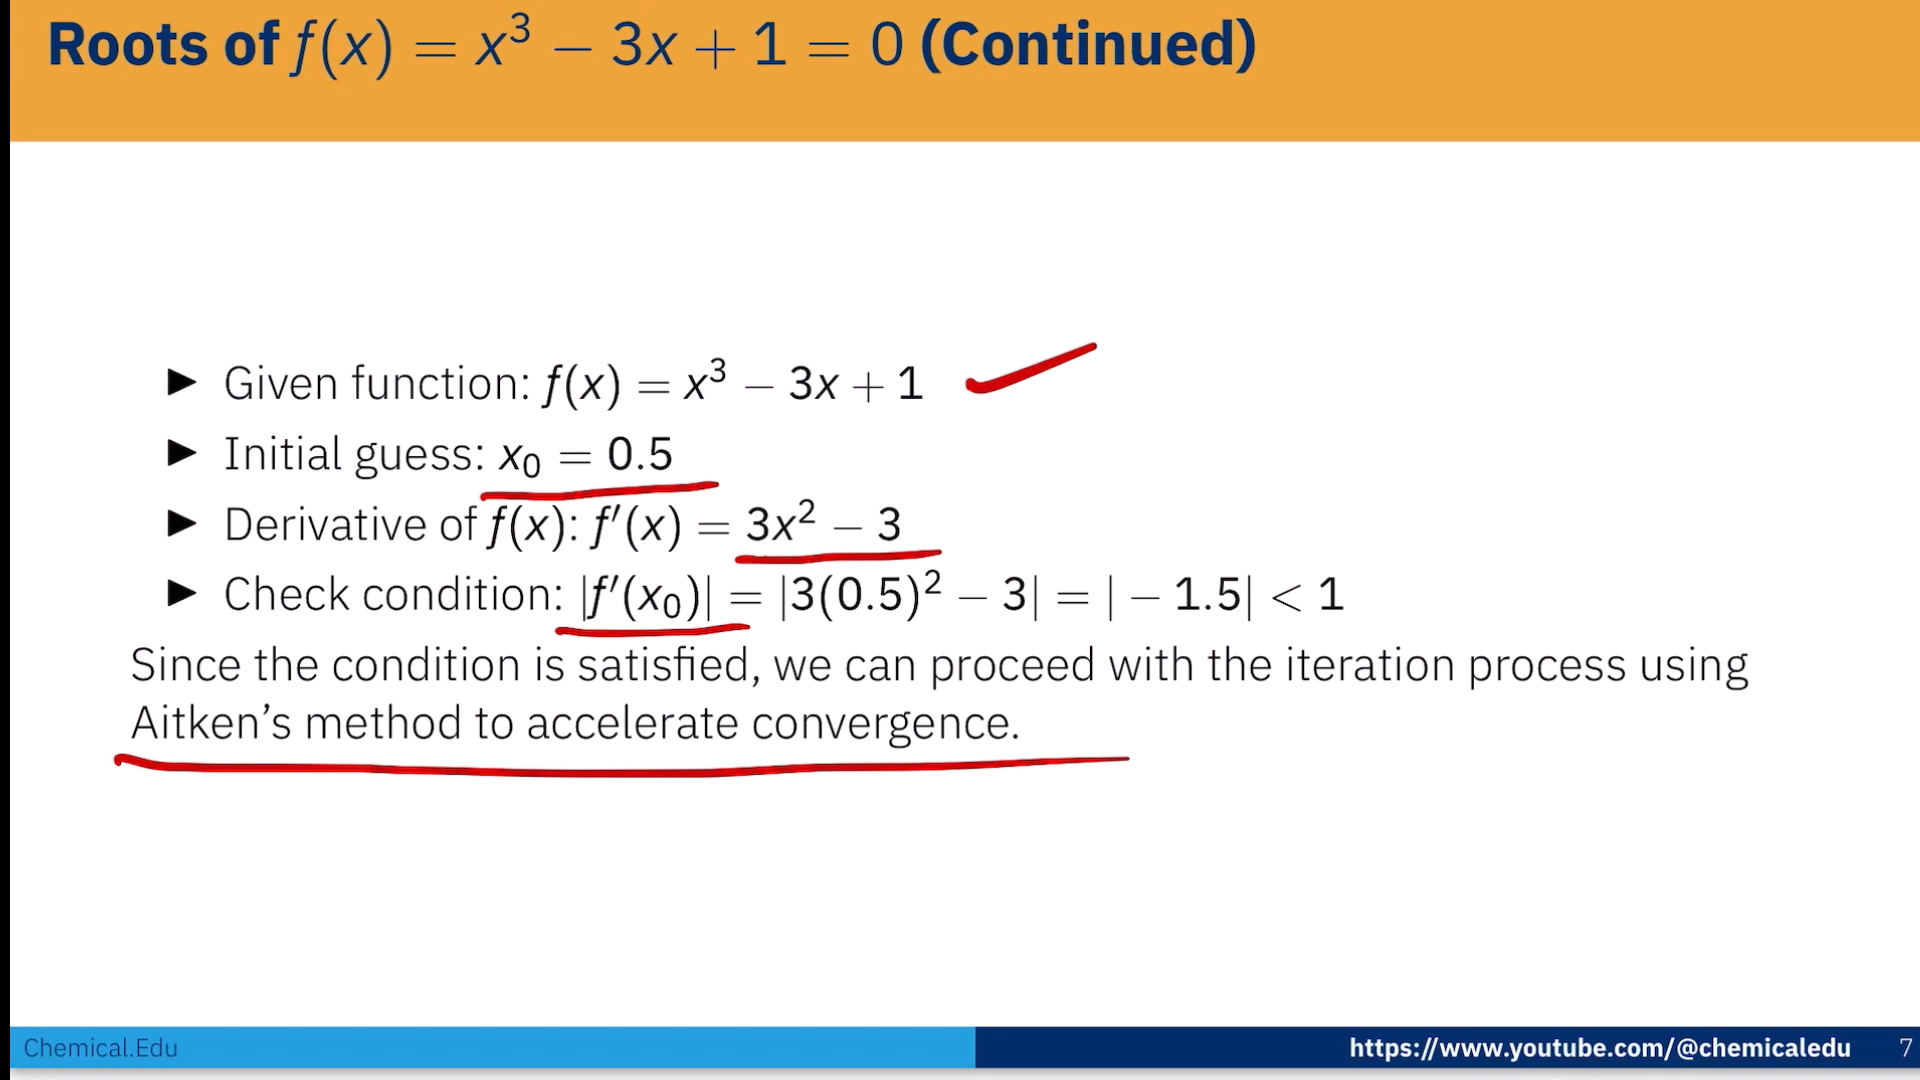 Roots of f(x) = x³ − 3x + 1 = 0 (Continued)
▶ Given function: f(x) = x³ − 3x + 1
▶ Initial guess: x₀ = 0.5
▶ Derivative of f(x): f′(x) = 3x² − 3
▶ Check condition: |f′(x₀)| = |3(0.5)² − 3| = | − 1.5| < 1
Since the condition is satisfied, we can proceed with the iteration process using
Aitken’s method to accelerate convergence.
Chemical.Edu
https://www.youtube.com/@chemicaledu 7